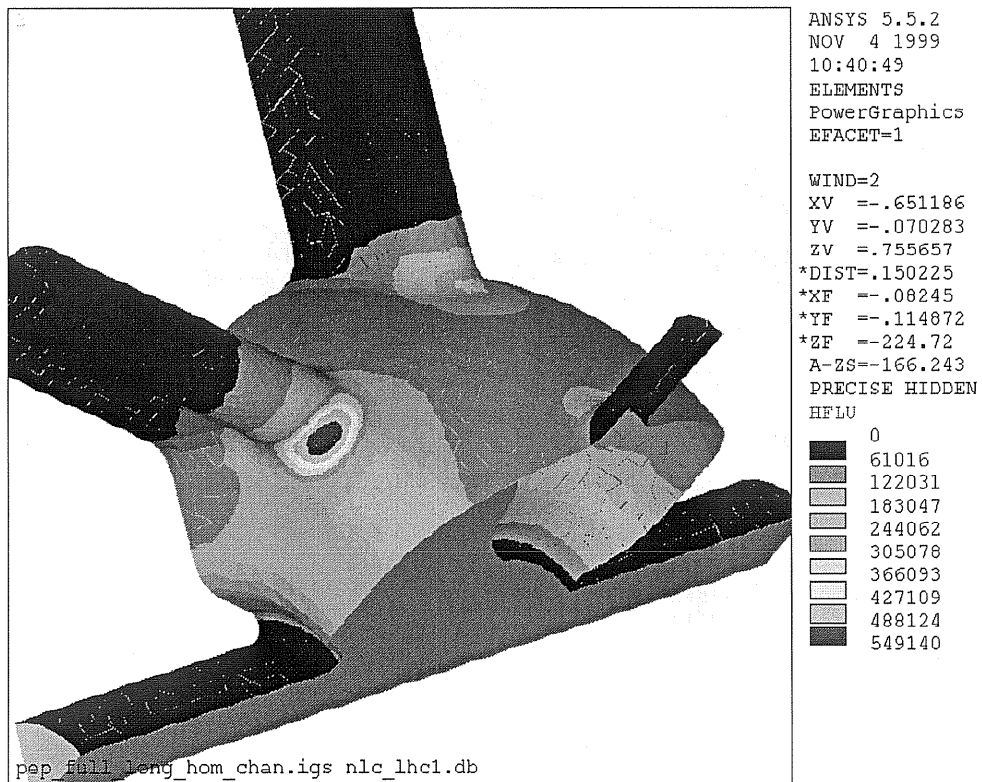 ANSYS 5.5.2
NOV 4 1999
10:40:49
ELEMENTS
PowerGraphics
EFACET=1
WIND=2
XV =-.651186
YV =-.070283
ZV =.755657
*DIST=.150225
*XF =-.08245
*YF =-.114872
*ZF =-224.72
A-ZS=-166.243
PRECISE HIDDEN
HFLU
0
61016
122031
183047
244062
305078
366093
427109
488124
549140
pep_full_long_hom_chan.igs nlc_lhc1.db